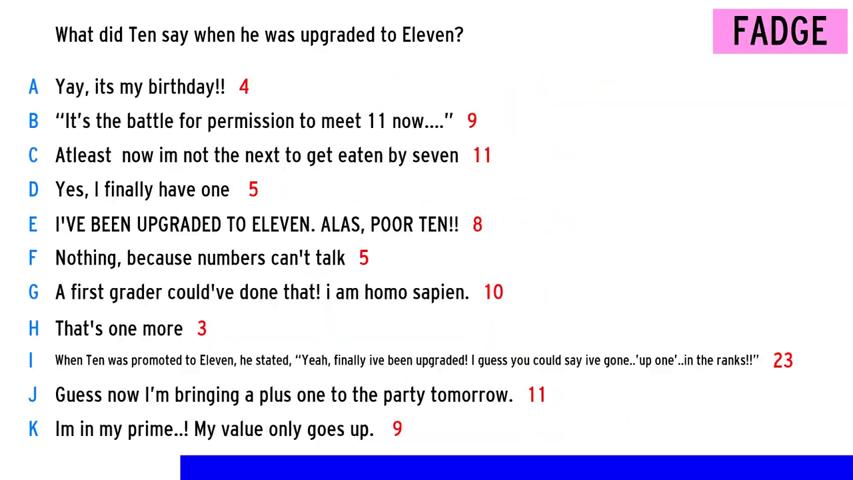 What did Ten say when he was upgraded to Eleven?
FADGE
A Yay, its my birthday!! 4
B “It’s the battle for permission to meet 11 now....” 9
C Atleast now im not the next to get eaten by seven 11
D Yes, I finally have one 5
E I'VE BEEN UPGRADED TO ELEVEN. ALAS, POOR TEN!! 8
F Nothing, because numbers can't talk 5
G A first grader could've done that! i am homo sapien. 10
H That's one more 3
I When Ten was promoted to Eleven, he stated, “Yeah, finally ive been upgraded! I guess you could say ive gone..’up one’..in the ranks!!” 23
J Guess now I’m bringing a plus one to the party tomorrow. 11
K Im in my prime..! My value only goes up. 9